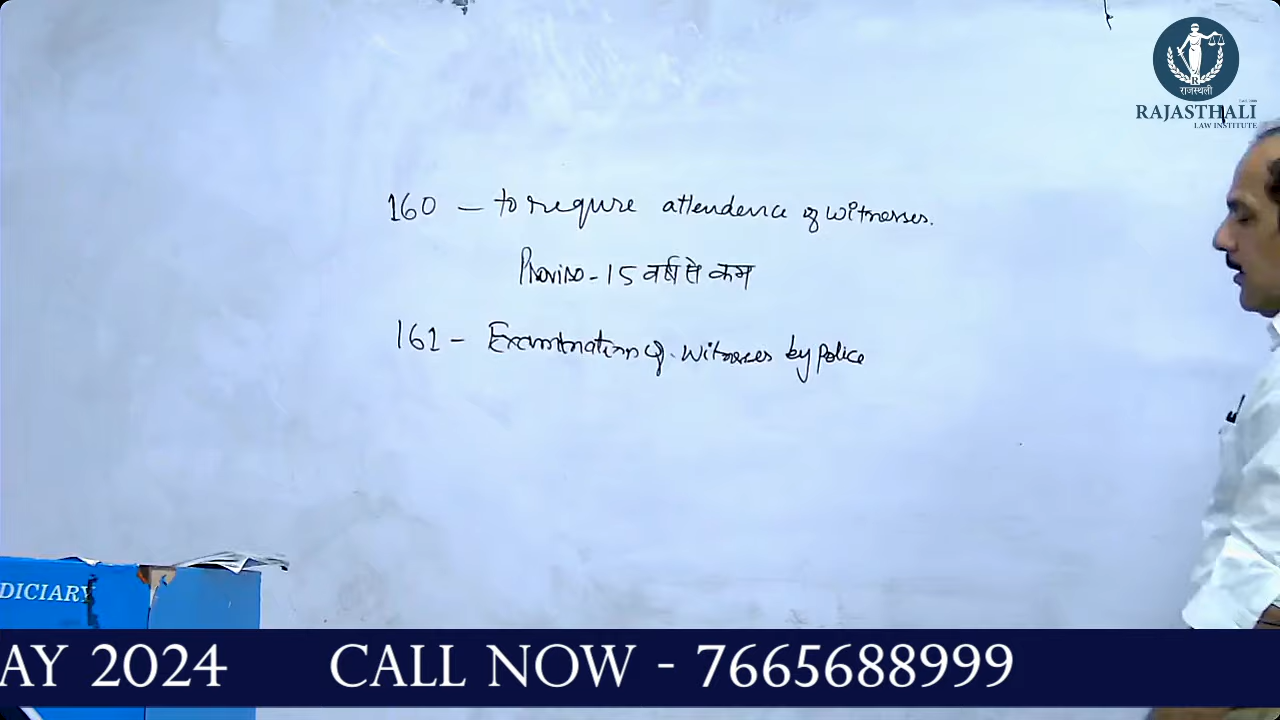 राजस्थली
RAJASTHALI
LAW INSTITUTE
160 – to requre attendence of witnesses.
Proviso - 15 वर्ष से कम
161 – Examination of witnesses by police
DICIARY
AY 2024 CALL NOW - 7665688999